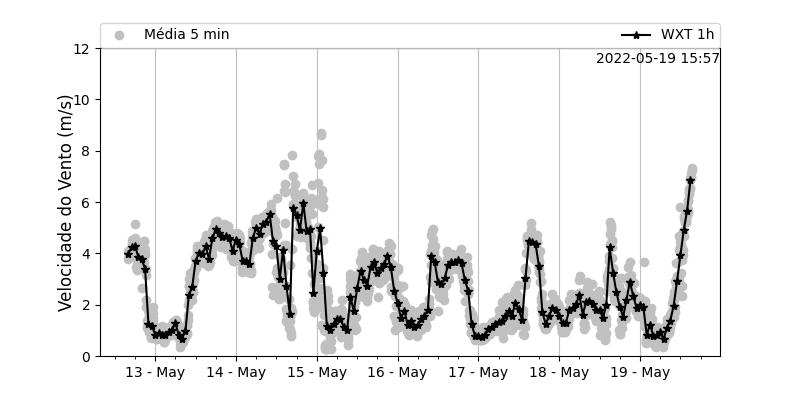 Média 5 min
WXT 1h
2022-05-19 15:57
Velocidade do Vento (m/s)
12
10
8
6
4
2
0
13 - May
14 - May
15 - May
16 - May
17 - May
18 - May
19 - May